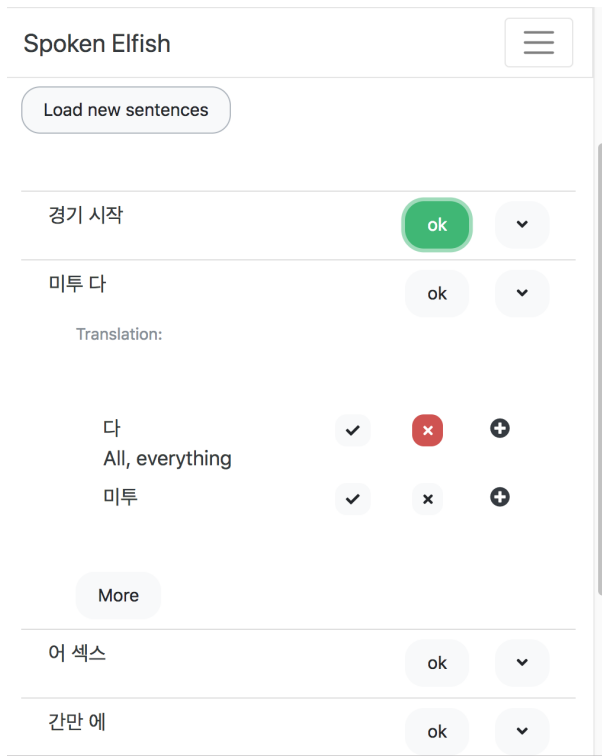 Spoken Elfish
Load new sentences
경기 시작 ok
미투 다 ok
Translation:
다
All, everything
미투
More
어 섹스 ok
간만 에 ok